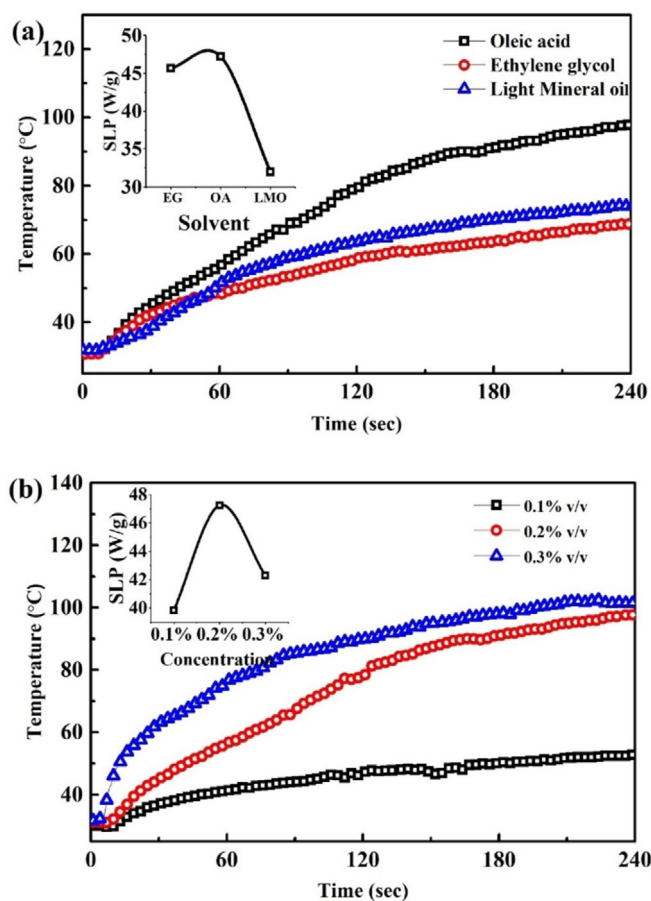 (a)
Temperature (°C)
120
100
80
60
40
0
60
120
180
240
Time (sec)
Oleic acid
Ethylene glycol
Light Mineral oil
SLP (W/g)
50
45
40
35
30
EG
OA
LMO
Solvent
(b)
Temperature (°C)
140
120
100
80
60
40
0
60
120
180
240
Time (sec)
0.1% v/v
0.2% v/v
0.3% v/v
SLP (W/g)
48
46
44
42
40
0.1%
0.2%
0.3%
Concentration